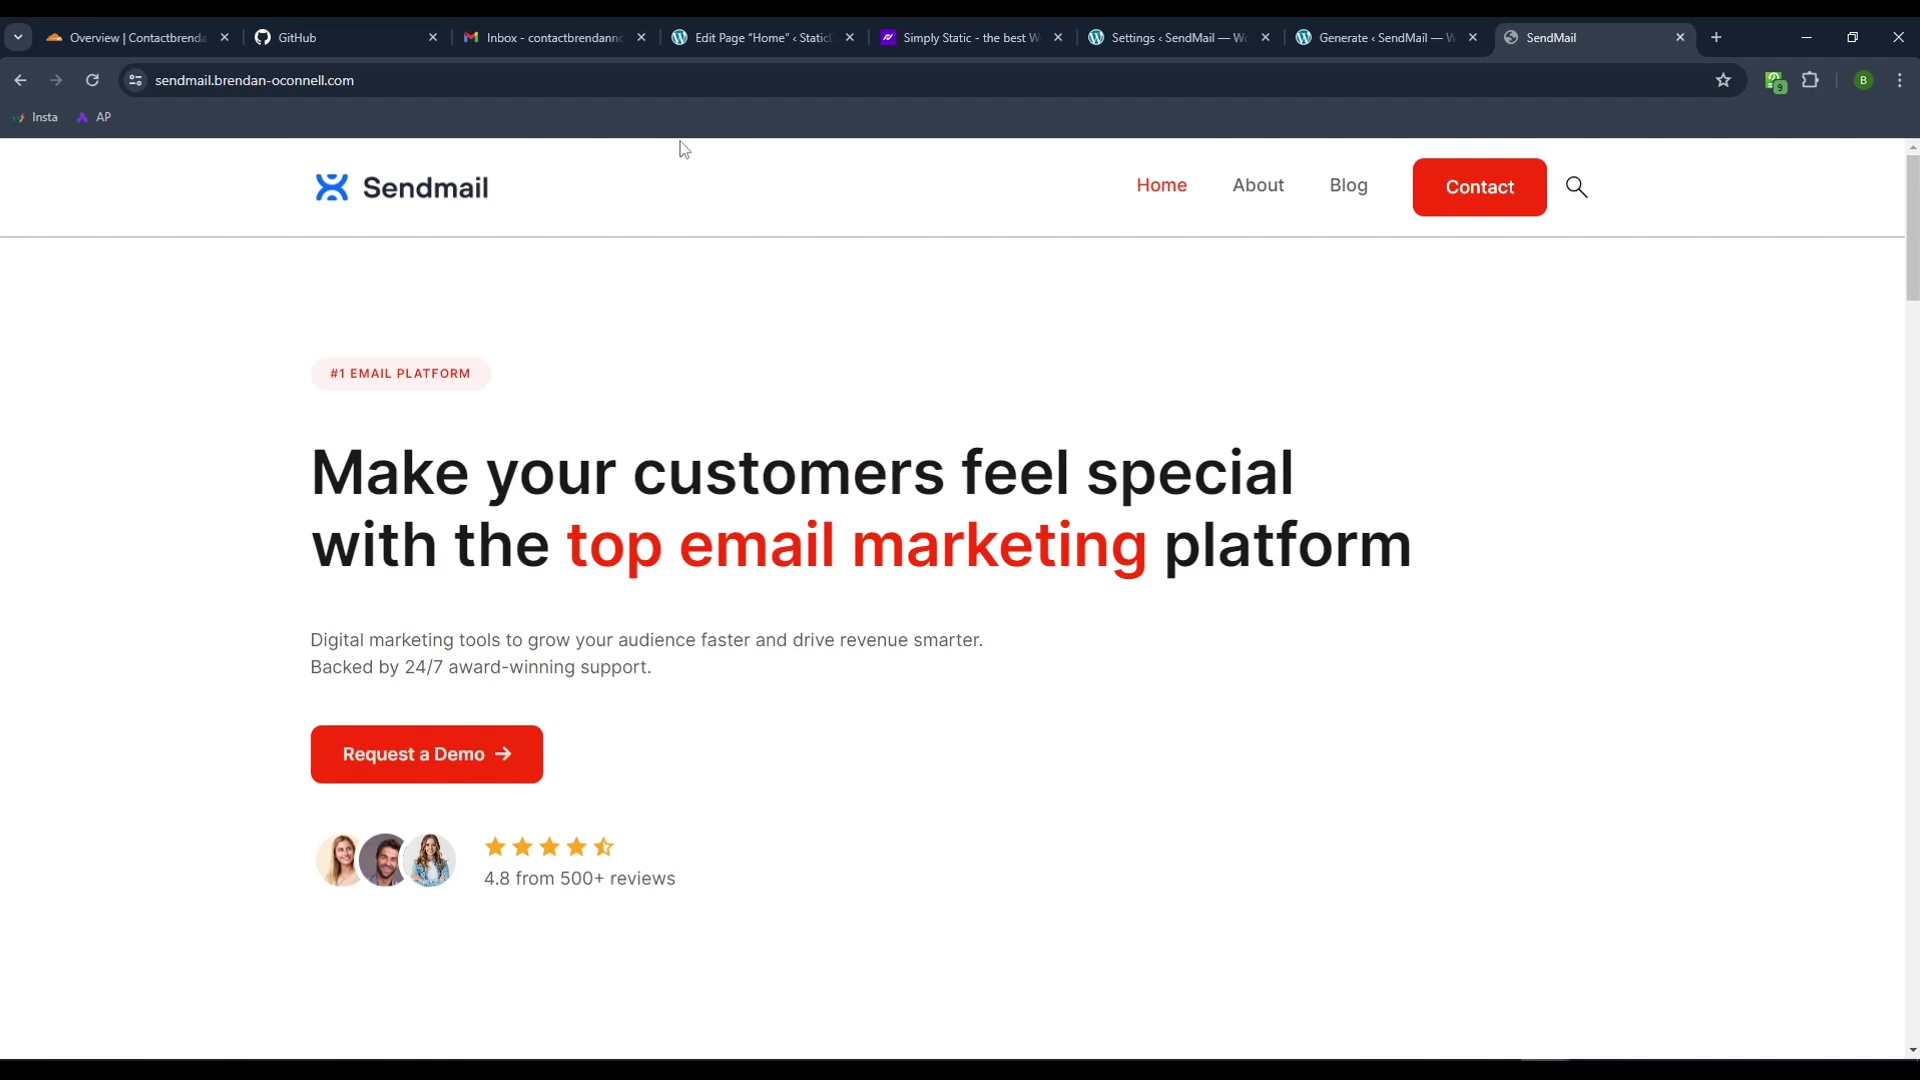 Overview | Contactbrenda
GitHub
Inbox - contactbrendanno
Edit Page "Home" ‹ Static
Simply Static - the best W
Settings ‹ SendMail — Wo
Generate ‹ SendMail — W
SendMail
sendmail.brendan-oconnell.com
9
B
Insta
AP
Sendmail
Home
About
Blog
Contact
#1 EMAIL PLATFORM
Make your customers feel special
with the top email marketing platform
Digital marketing tools to grow your audience faster and drive revenue smarter.
Backed by 24/7 award-winning support.
Request a Demo →
4.8 from 500+ reviews